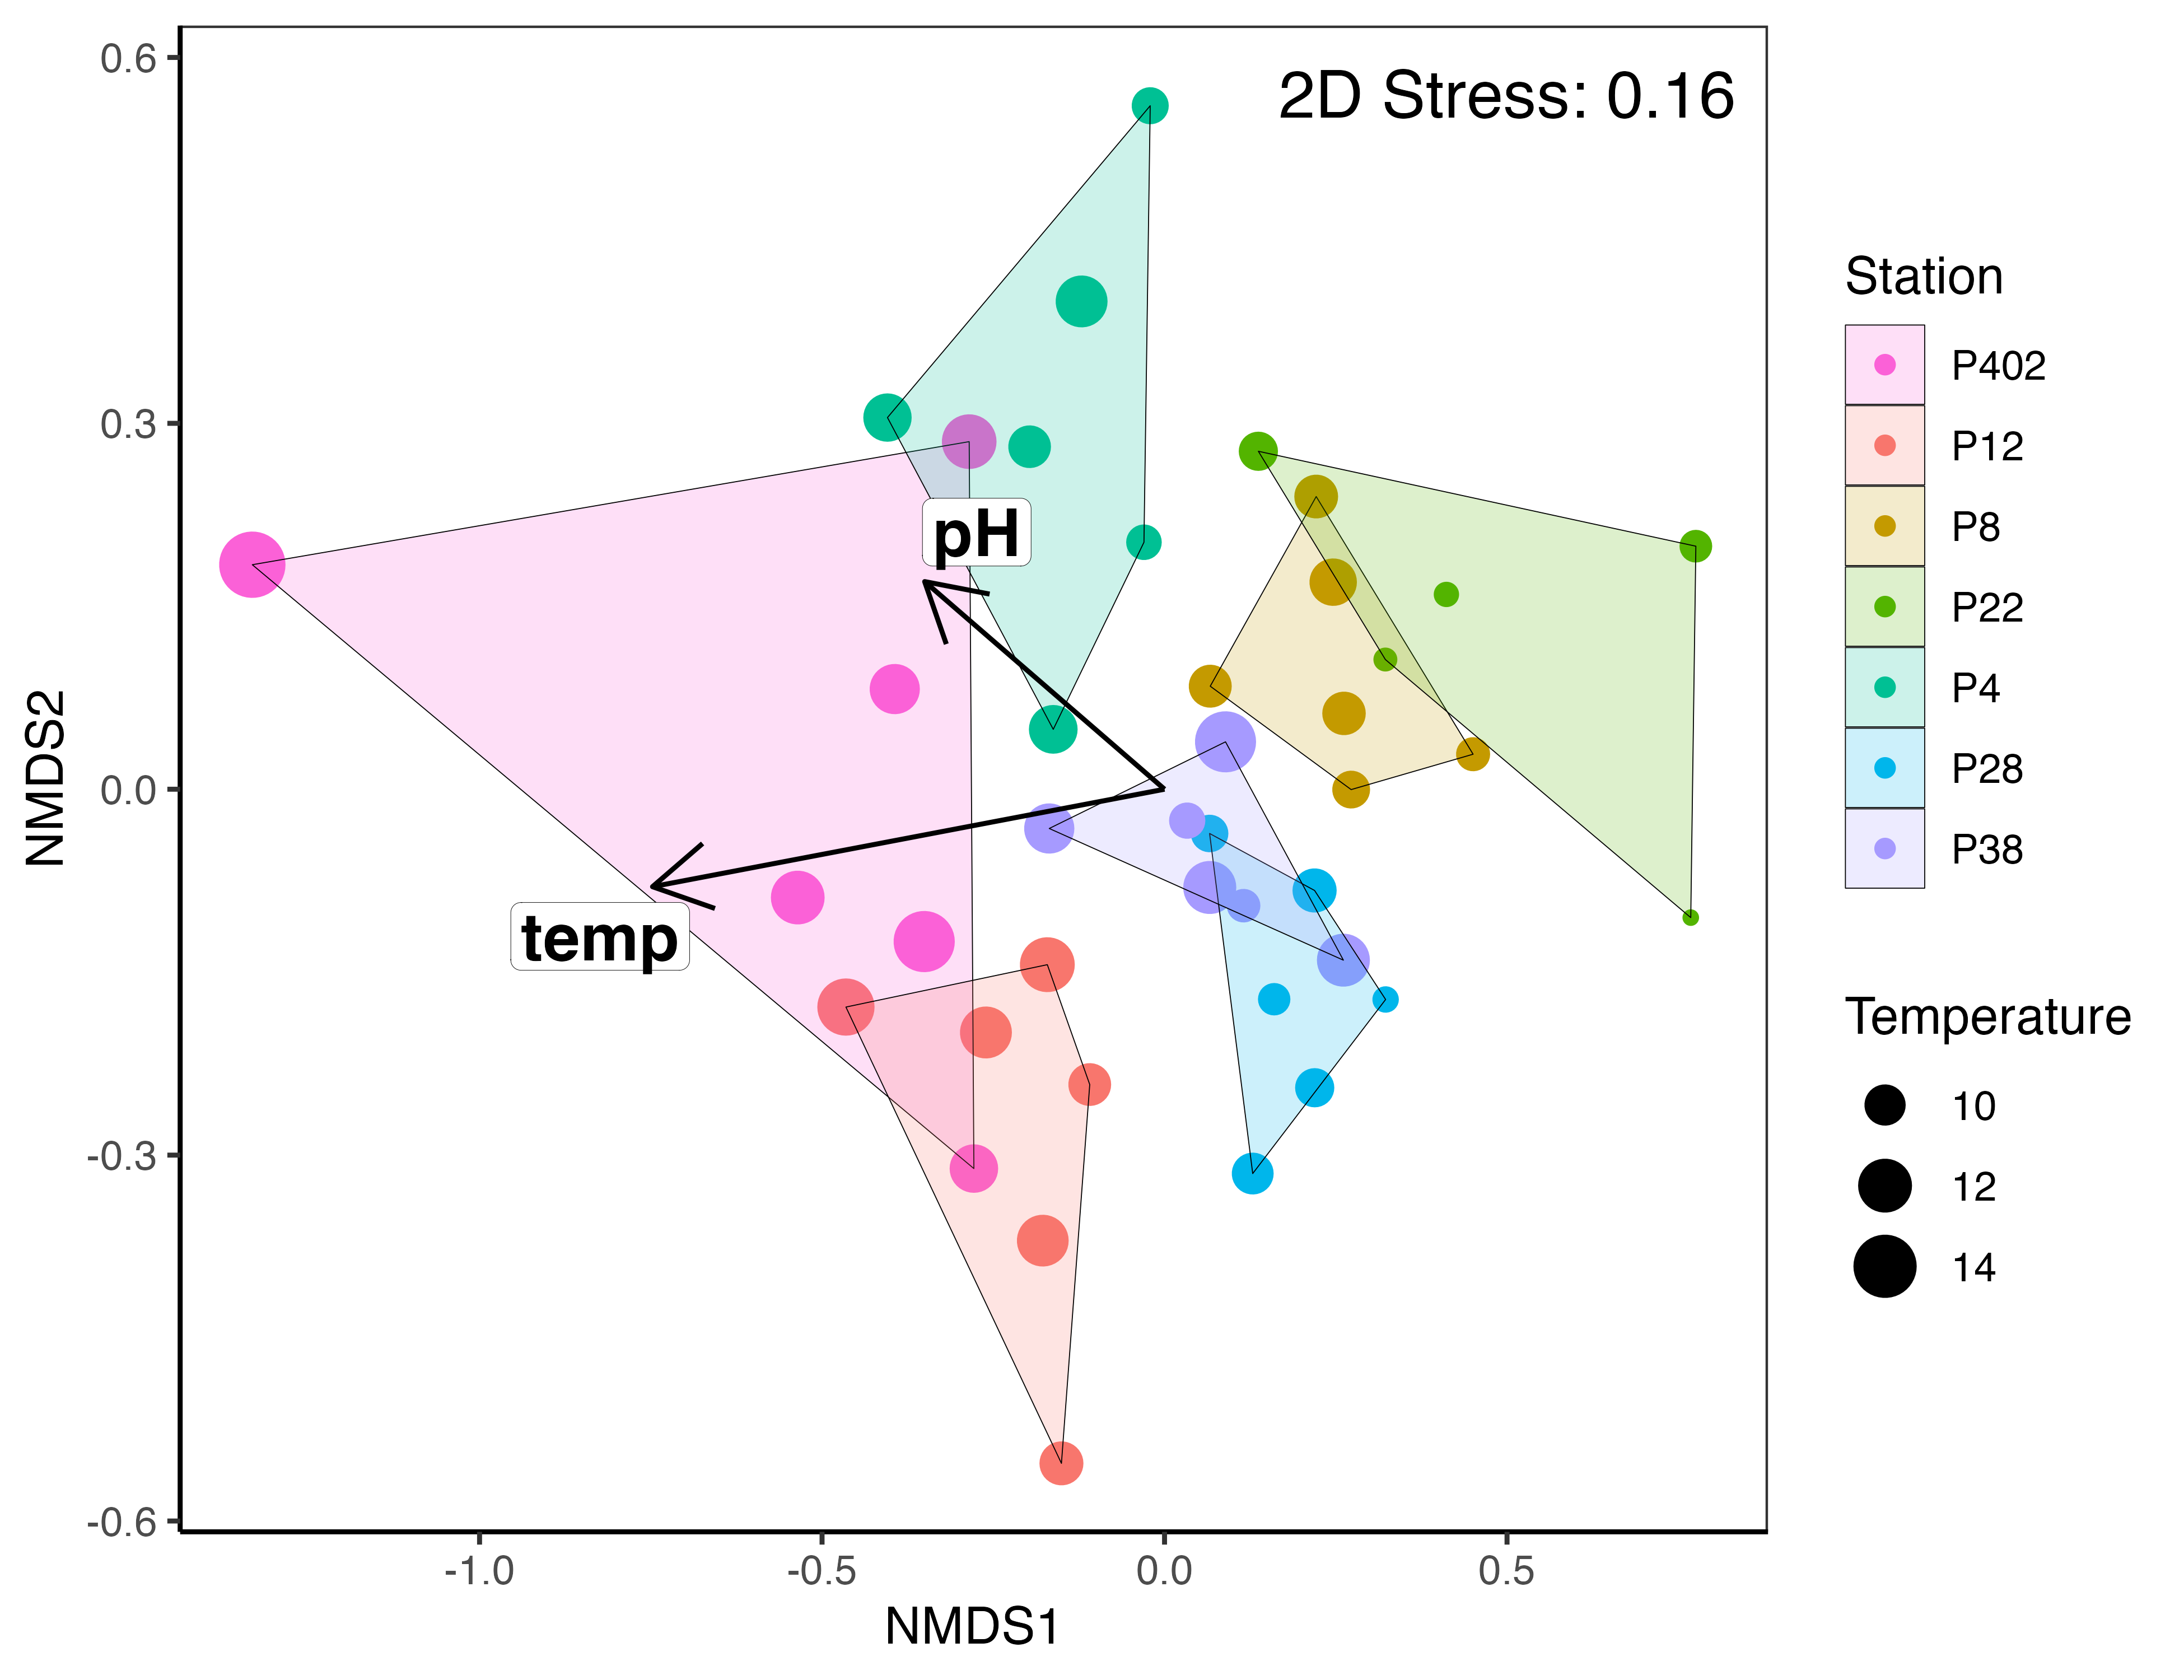 2D Stress: 0.16
0.6
0.3
0.0
-0.3
-0.6
NMDS2
pH
temp
-1.0
-0.5
0.0
0.5
NMDS1
Station
P402
P12
P8
P22
P4
P28
P38
Temperature
10
12
14